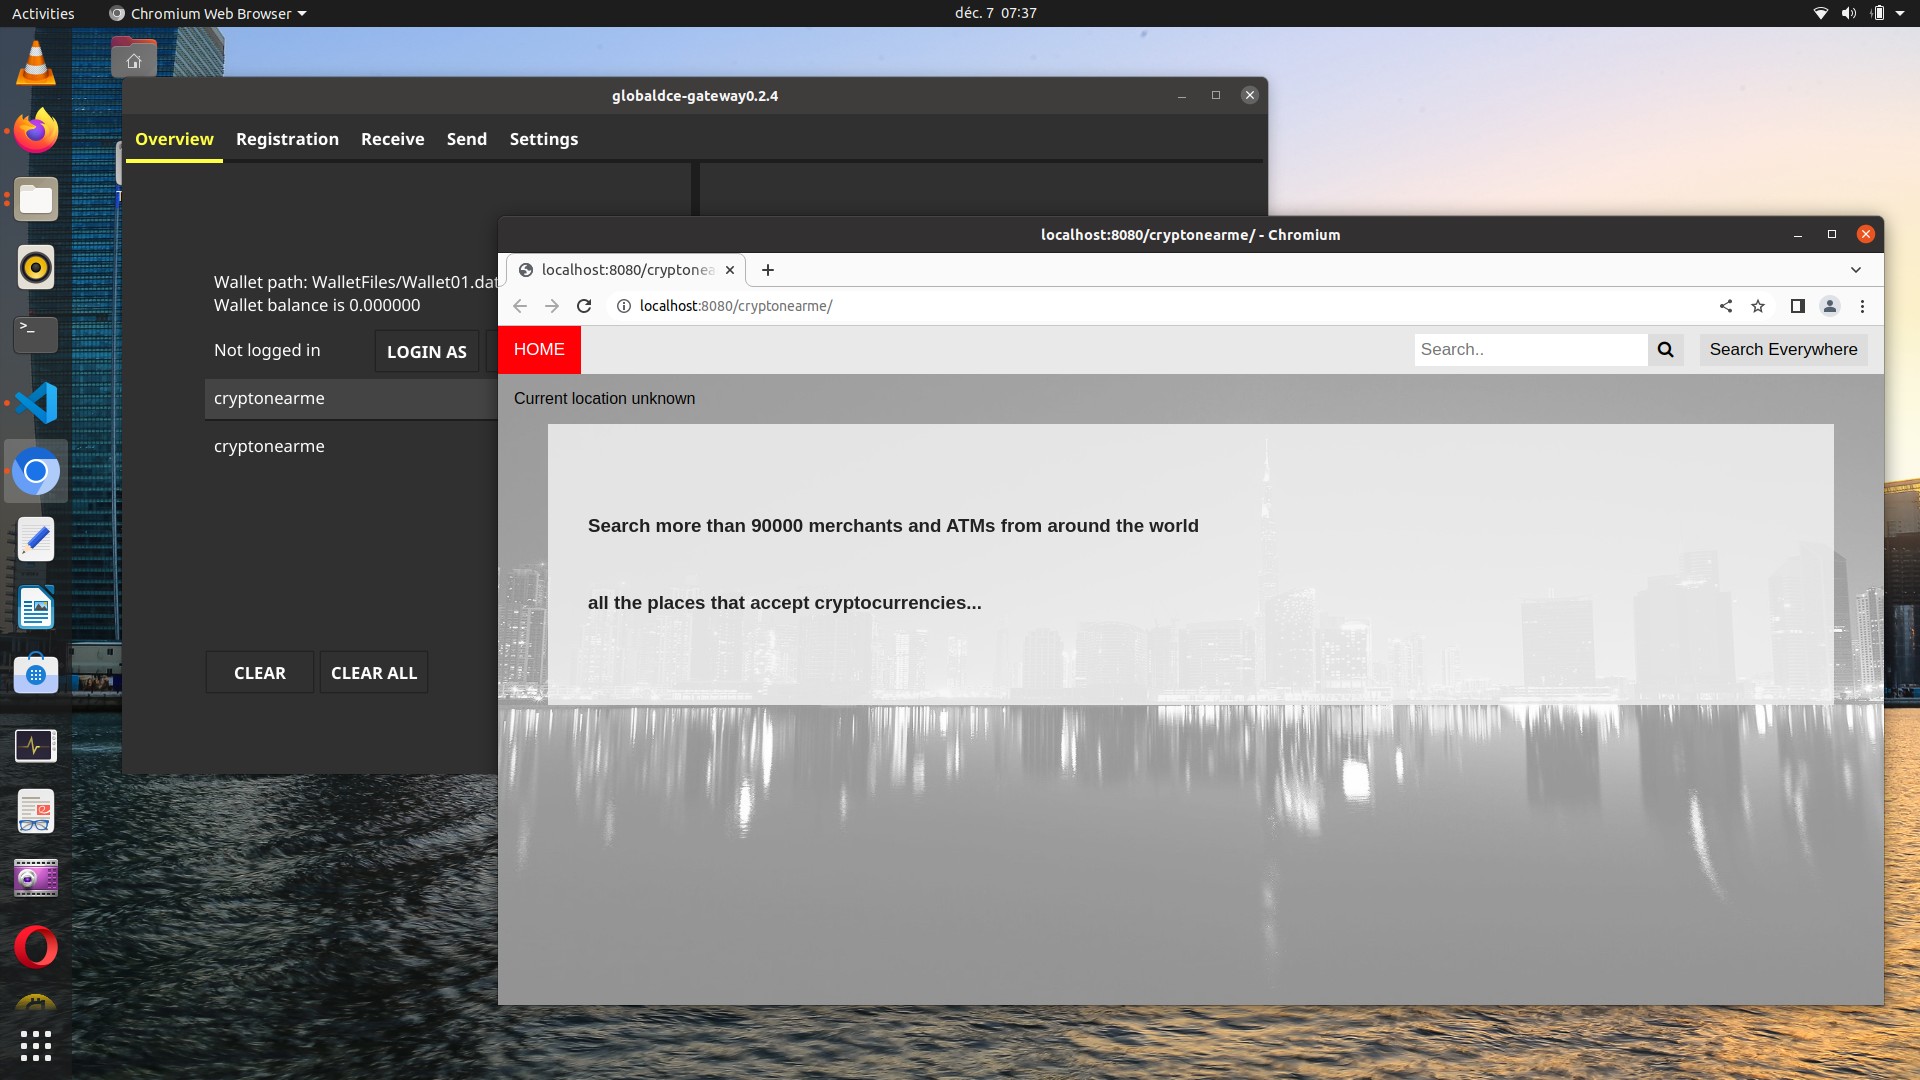 Activities
Chromium Web Browser
déc. 7 07:37
globaldce-gateway0.2.4
Overview
Registration
Receive
Send
Settings
Wallet path: WalletFiles/Wallet01.dat
Wallet balance is 0.000000
Not logged in
LOGIN AS
cryptonearme
cryptonearme
CLEAR
CLEAR ALL
localhost:8080/cryptonearme/ - Chromium
localhost:8080/cryptonea
localhost:8080/cryptonearme/
HOME
Search..
Search Everywhere
Current location unknown
Search more than 90000 merchants and ATMs from around the world
all the places that accept cryptocurrencies...